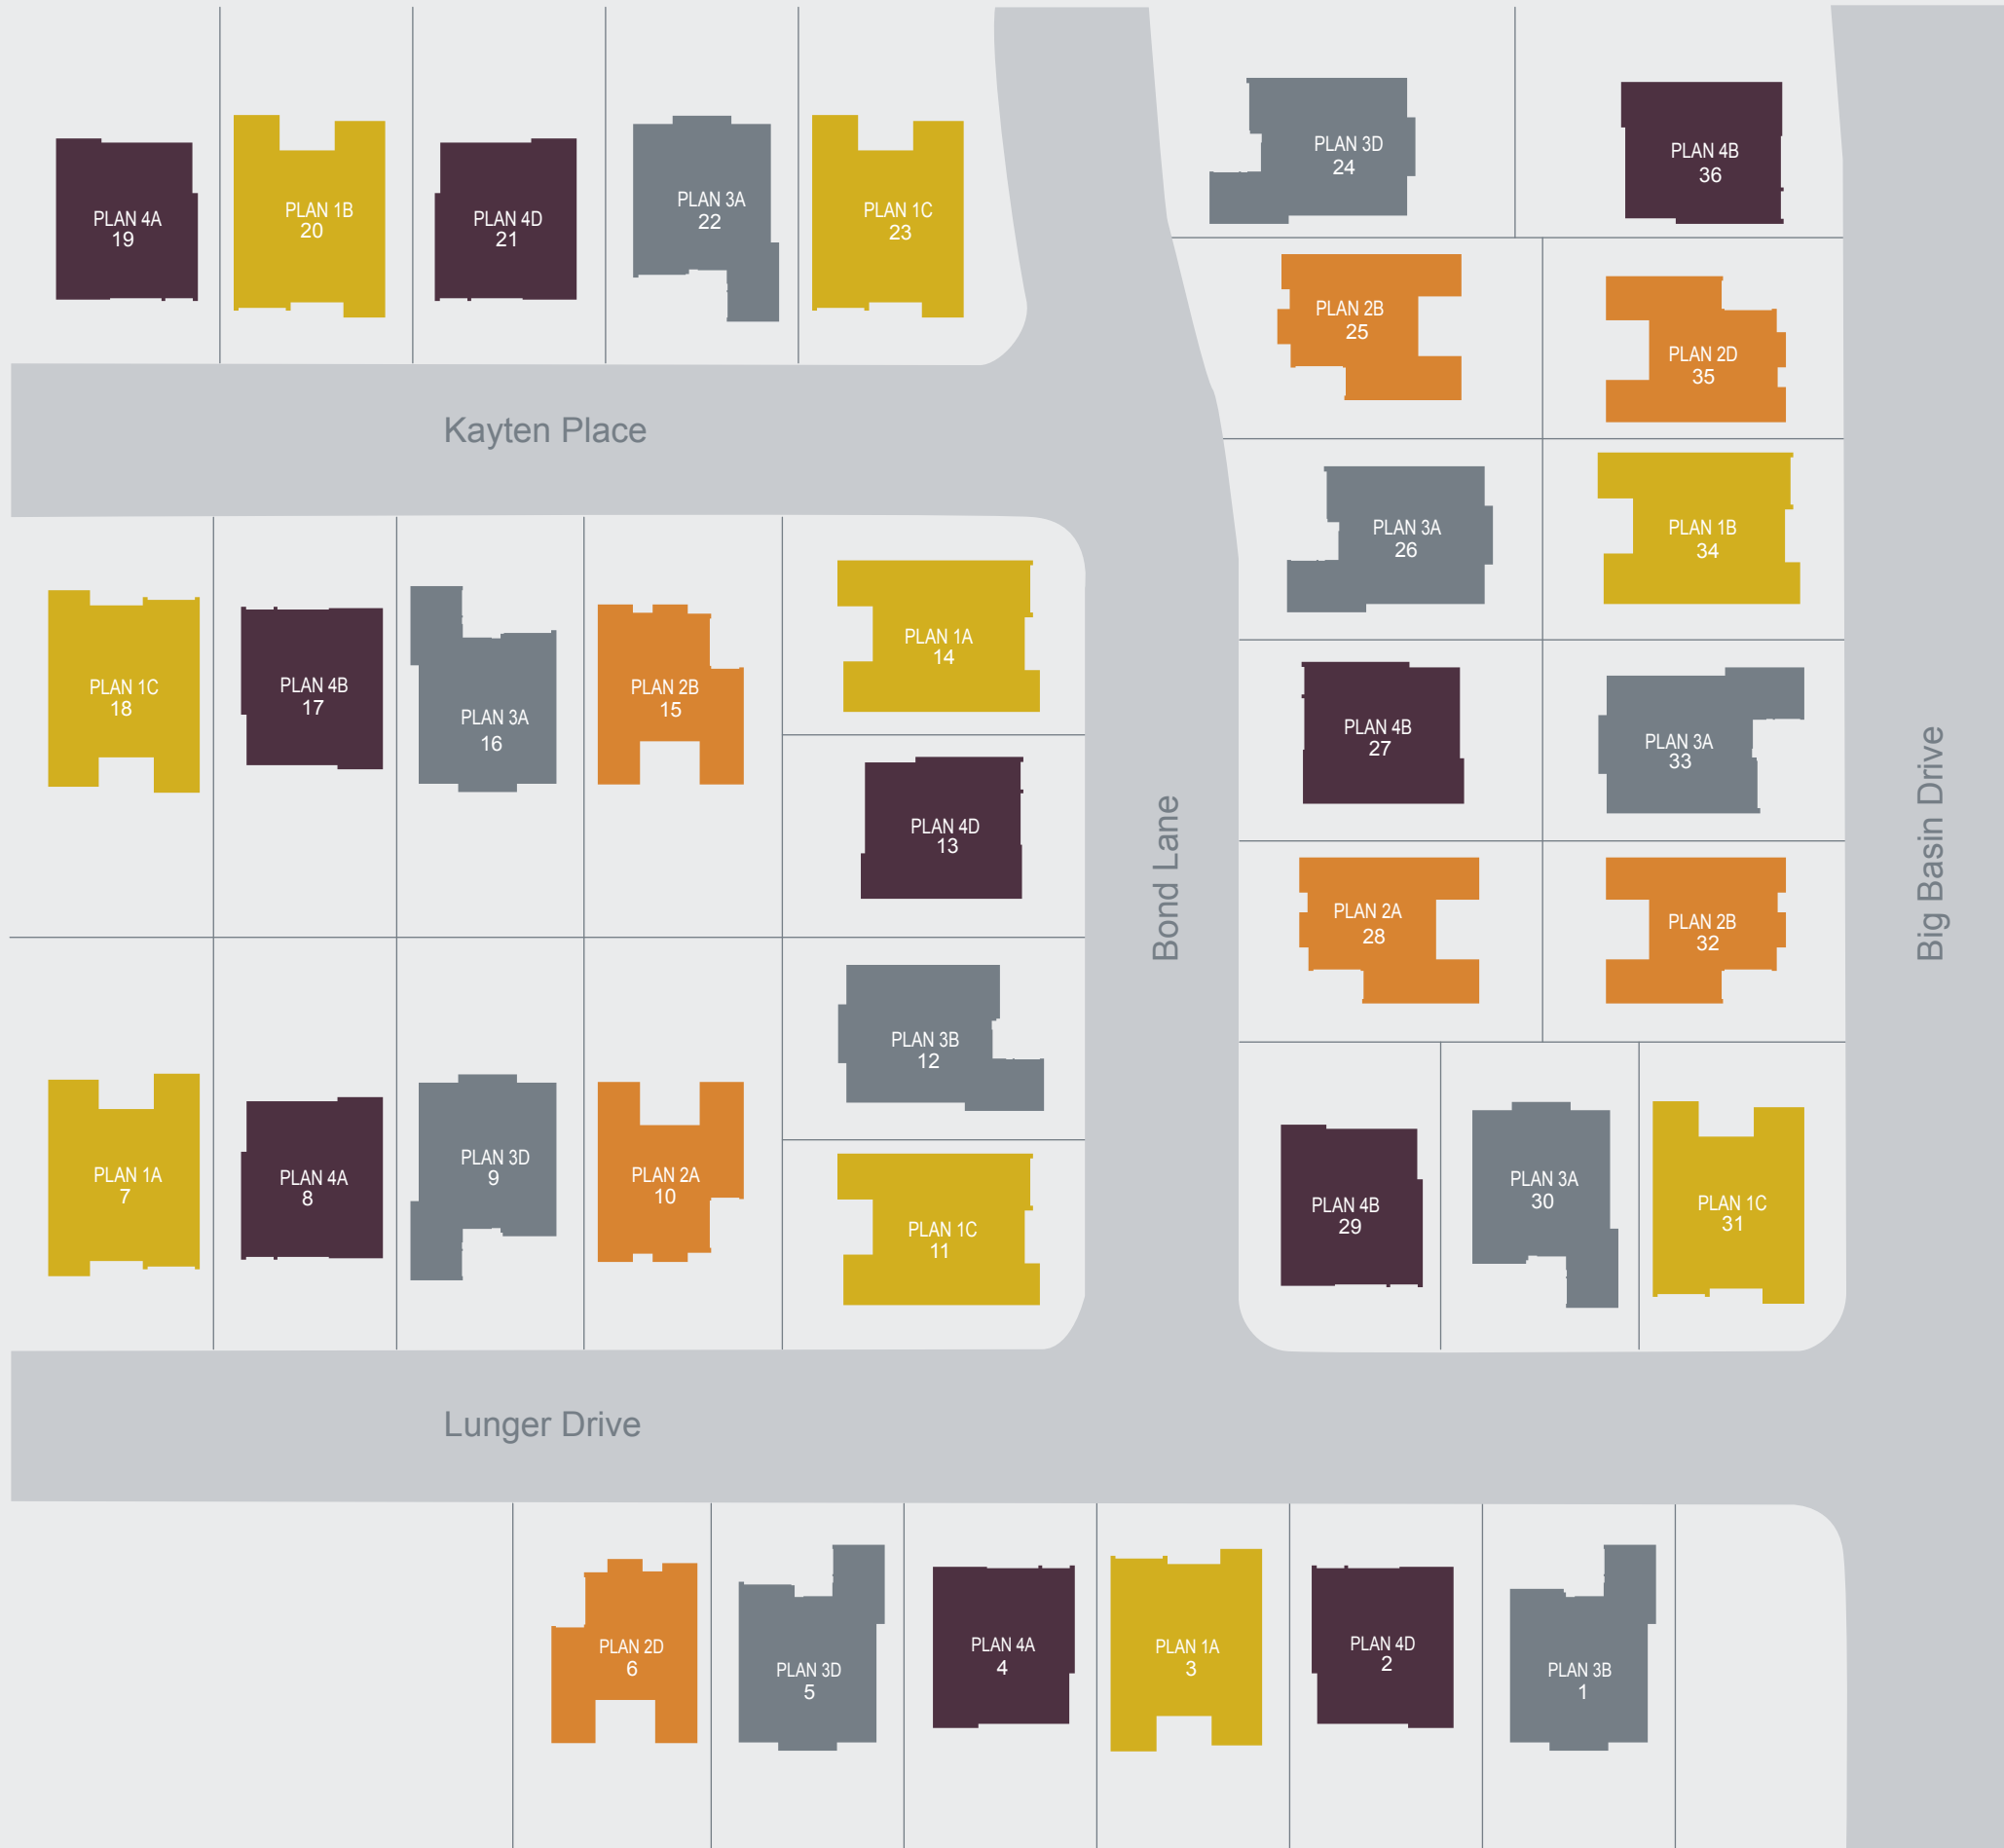 PLAN 4A
19
PLAN 1B
20
PLAN 4D
21
PLAN 3A
22
PLAN 1C
23
PLAN 3D
24
PLAN 4B
36
PLAN 2B
25
PLAN 2D
35
Kayten Place
PLAN 3A
26
PLAN 1B
34
PLAN 1C
18
PLAN 4B
17
PLAN 3A
16
PLAN 2B
15
PLAN 1A
14
PLAN 4D
13
PLAN 4B
27
PLAN 3A
33
Bond Lane
Big Basin Drive
PLAN 2A
28
PLAN 2B
32
PLAN 3B
12
PLAN 1A
7
PLAN 4A
8
PLAN 3D
9
PLAN 2A
10
PLAN 1C
11
PLAN 4B
29
PLAN 3A
30
PLAN 1C
31
Lunger Drive
PLAN 2D
6
PLAN 3D
5
PLAN 4A
4
PLAN 1A
3
PLAN 4D
2
PLAN 3B
1